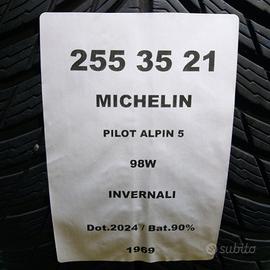 255 35 21
MICHELIN
PILOT ALPIN 5
98W
INVERNALI
Dot.2024 / Bat.90%
1969
subito